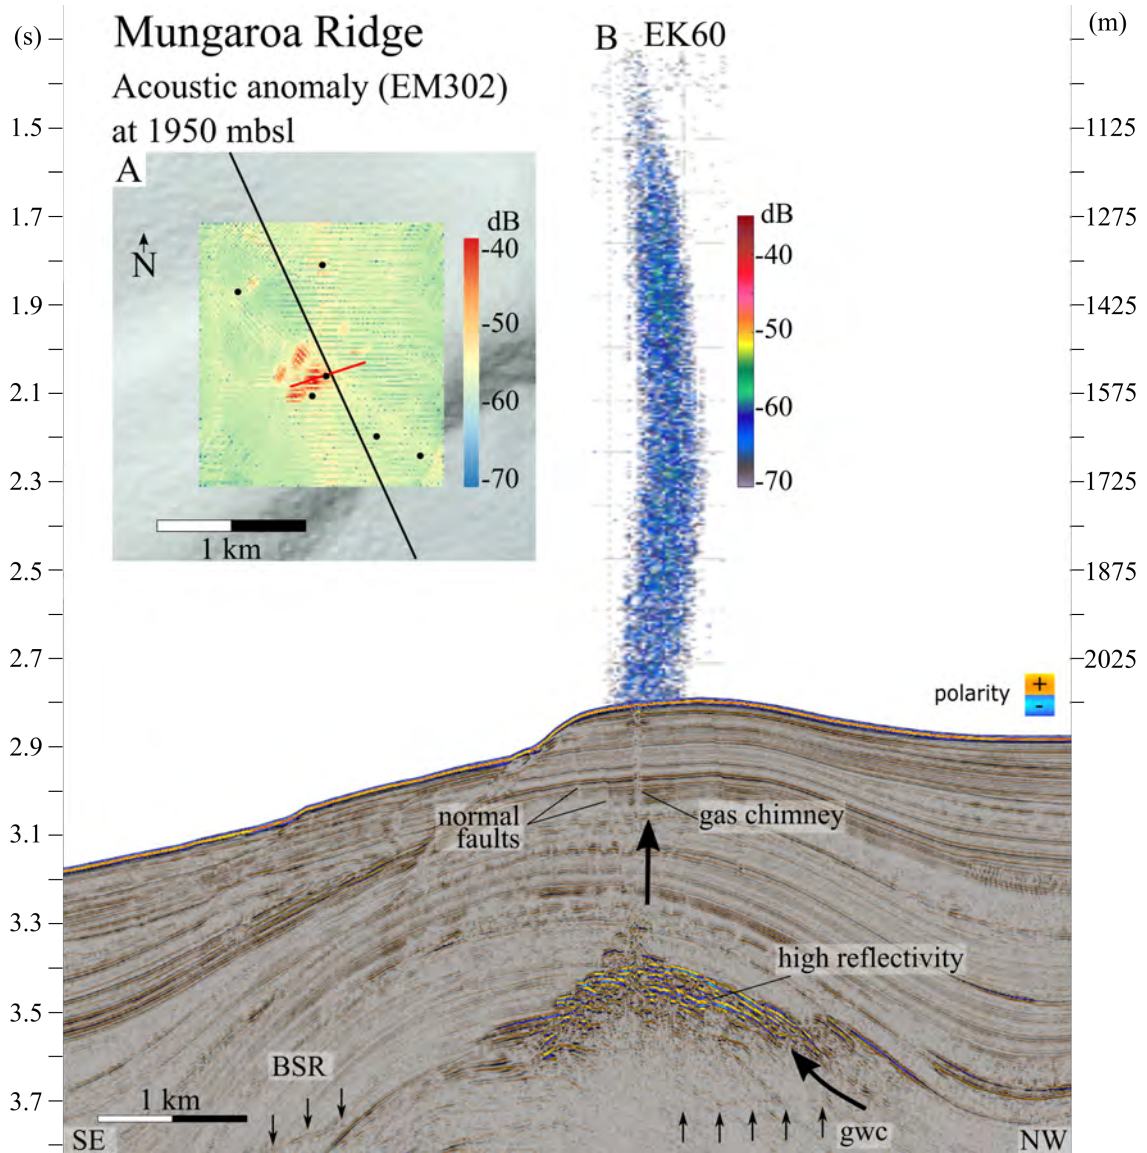 (s)
Mungaroa Ridge
Acoustic anomaly (EM302)
at 1950 mbsl
B EK60
(m)
A
N
dB
-40
-50
-60
-70
1 km
dB
-40
-50
-60
-70
1.5
1.7
1.9
2.1
2.3
2.5
2.7
2.9
3.1
3.3
3.5
3.7
1125
1275
1425
1575
1725
1875
2025
polarity
+
-
normal
faults
gas chimney
high reflectivity
BSR
1 km
SE
gwc
NW